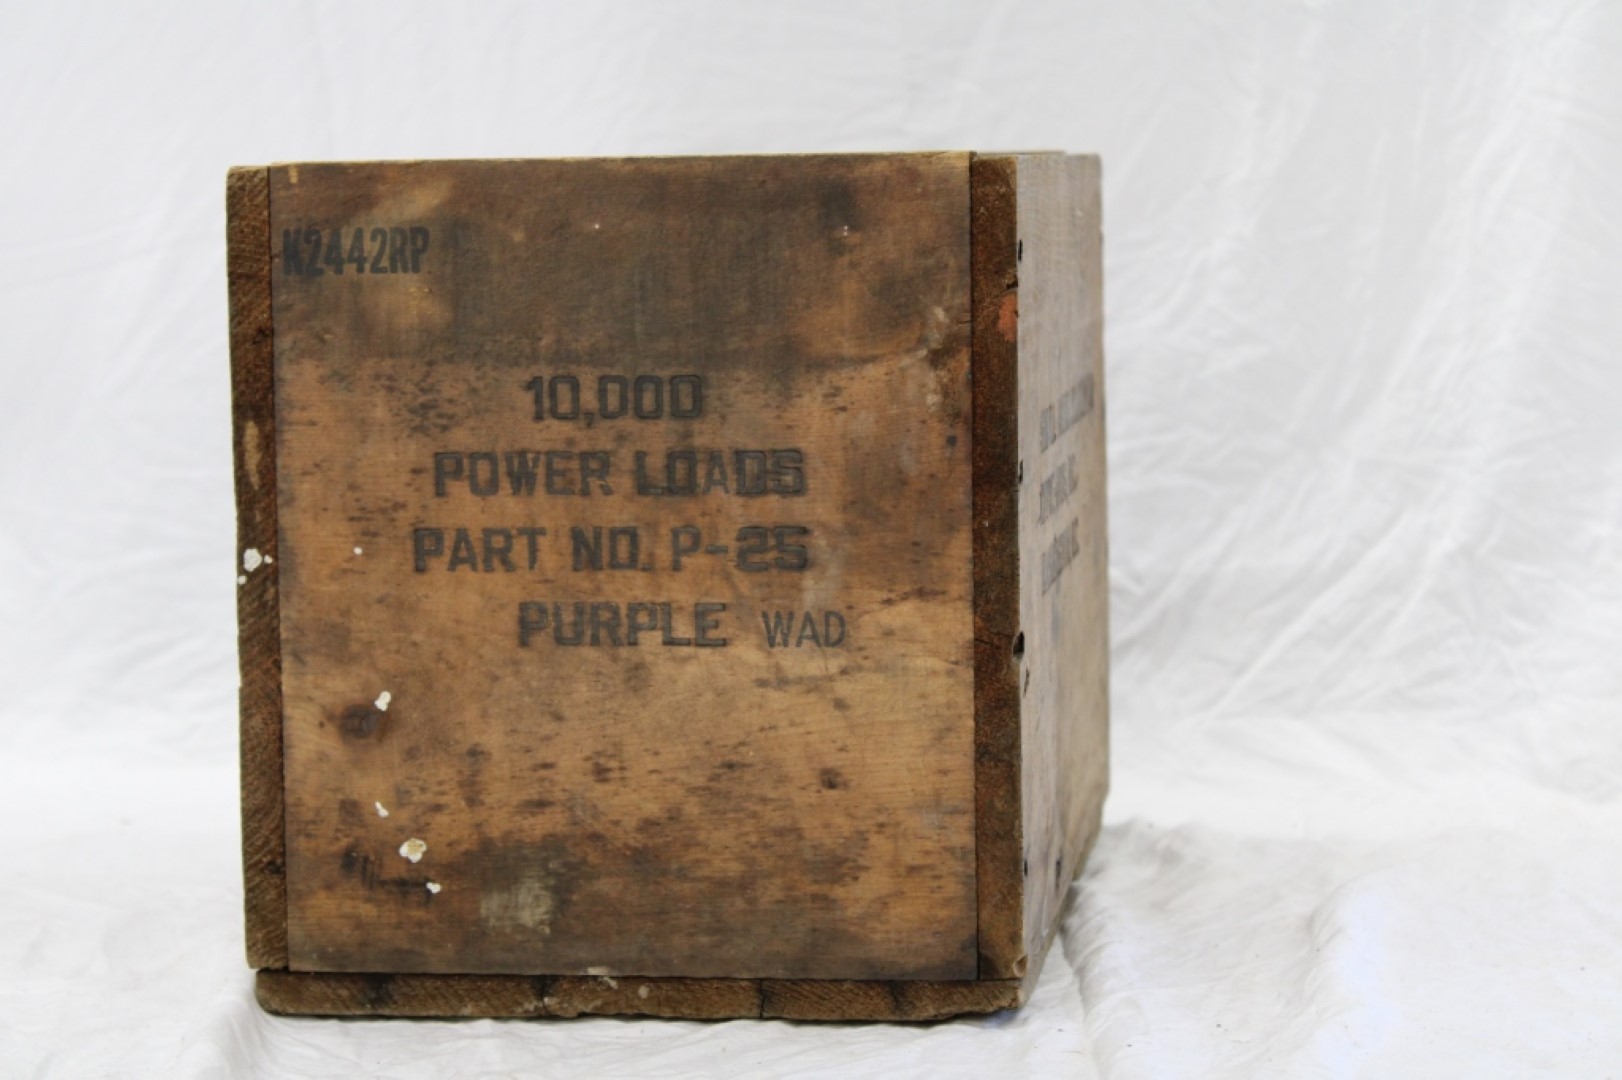 K2442RP
10,000
POWER LOADS
PART NO. P-25
PURPLE WAD